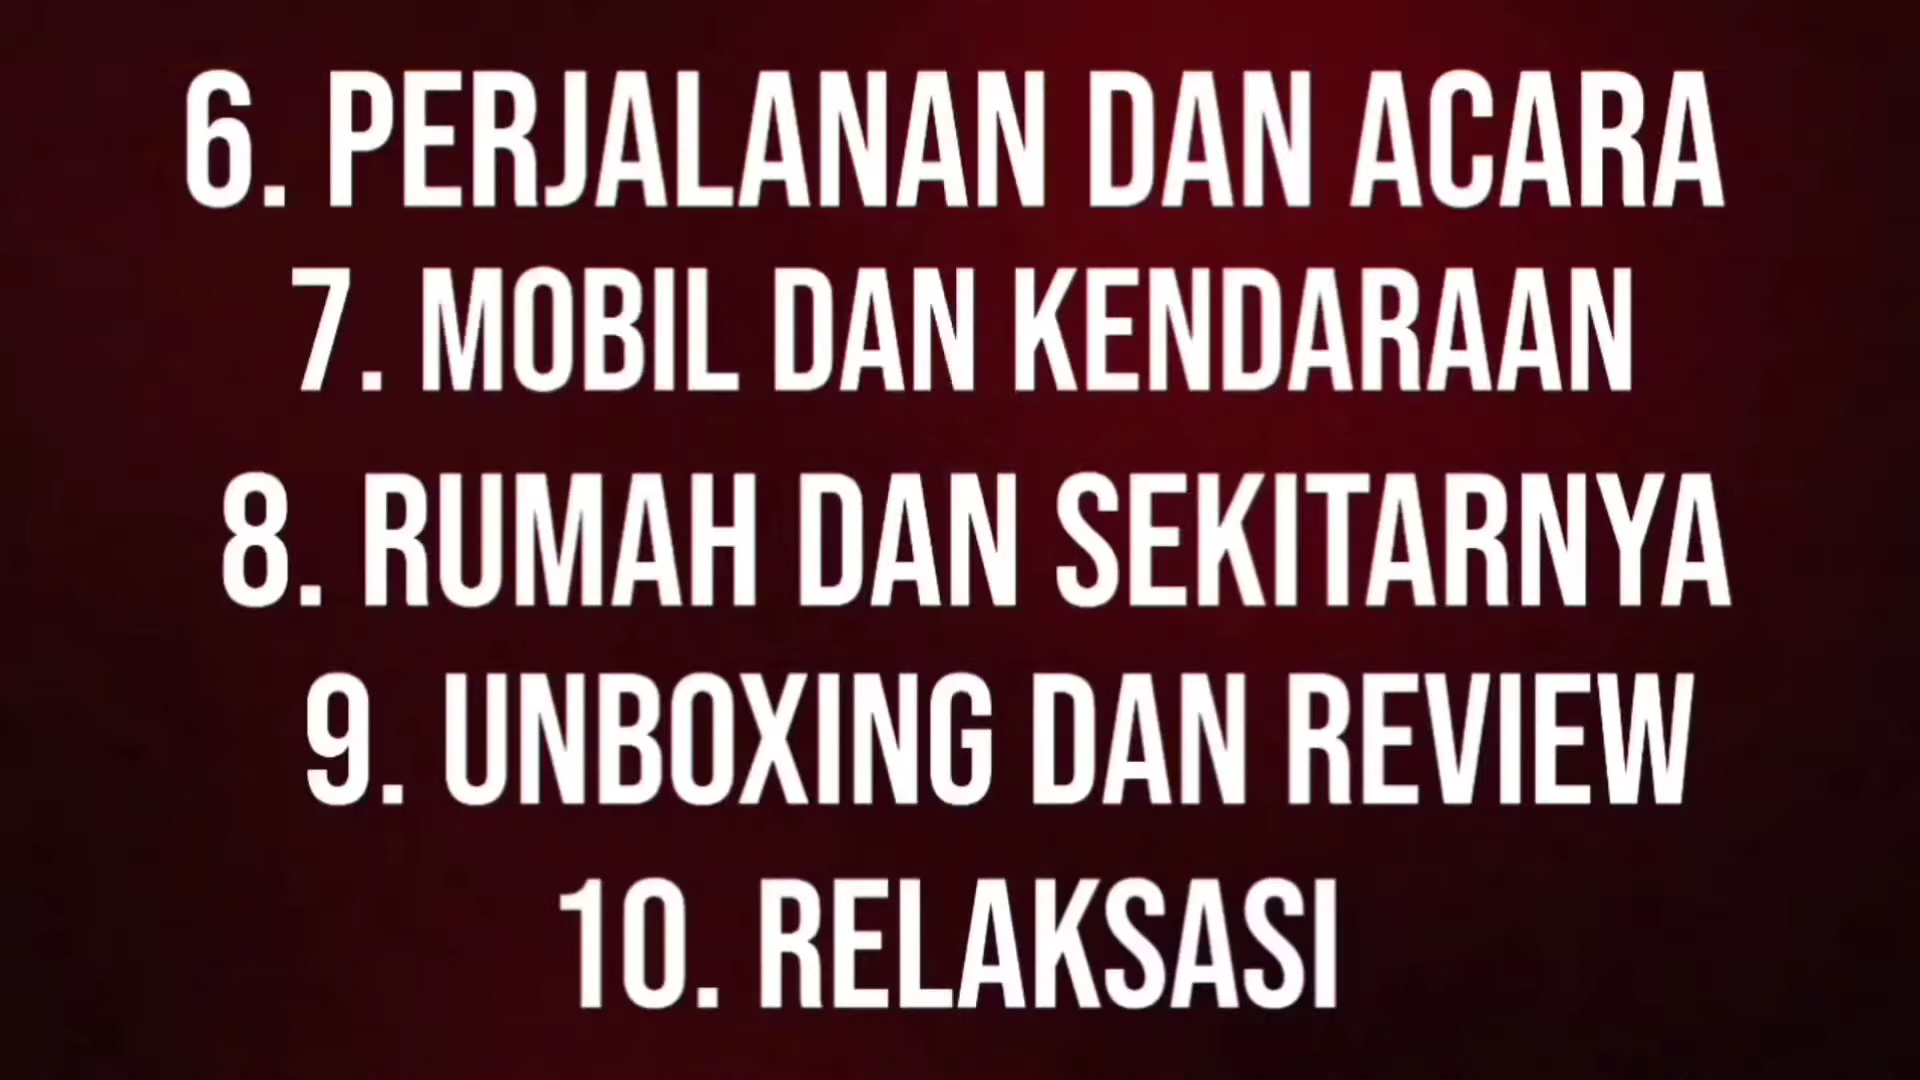 6. PERJALANAN DAN ACARA
7. MOBIL DAN KENDARAAN
8. RUMAH DAN SEKITARNYA
9. UNBOXING DAN REVIEW
10. RELAKSASI